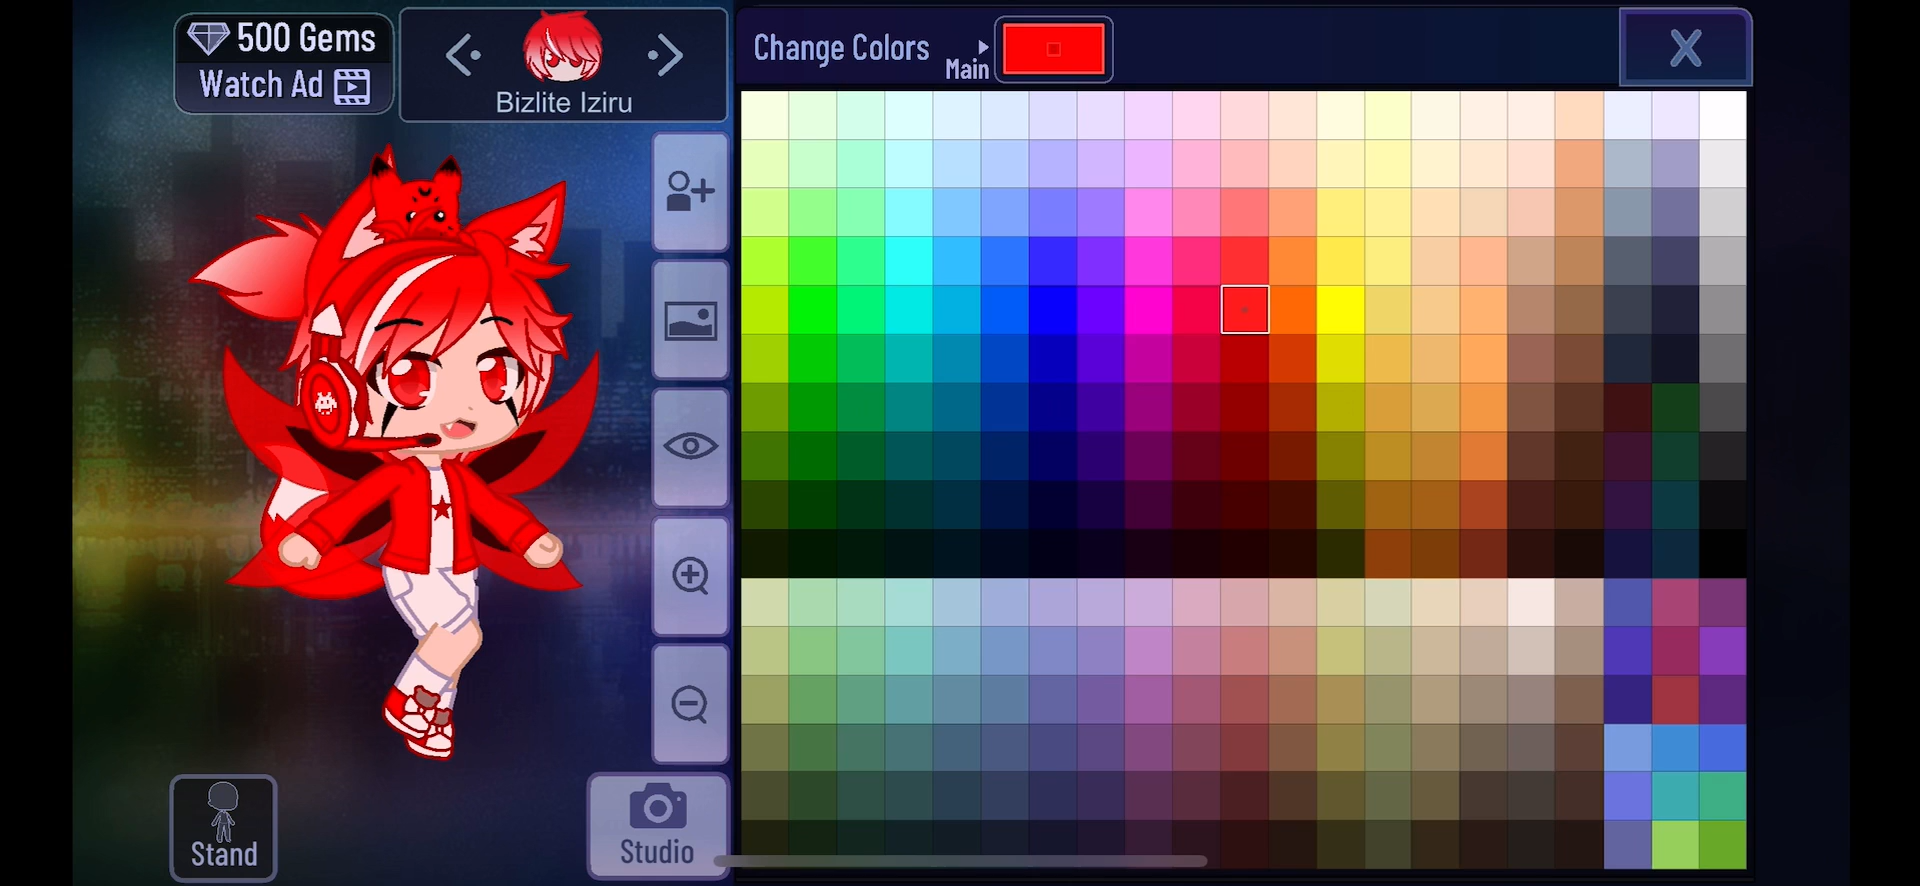 500 Gems
Watch Ad
Bizlite Iziru
Change Colors
Main
X
Stand
Studio